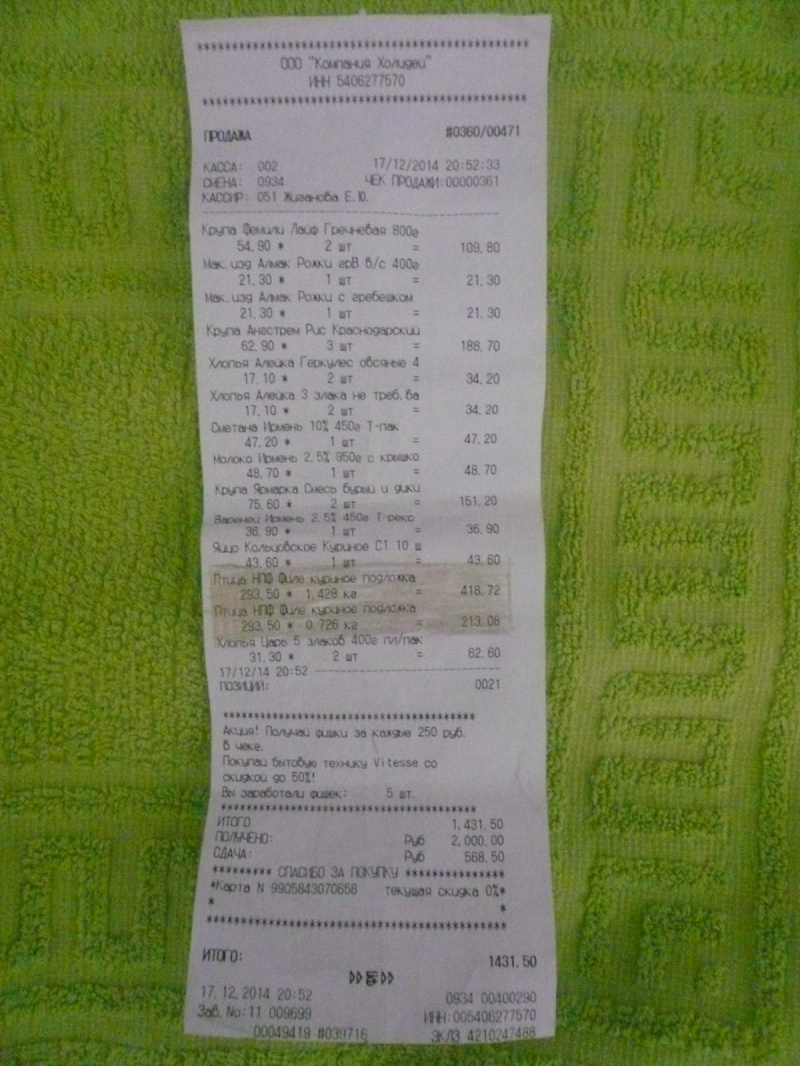 ********************************
ООО "Компания Холидей"
ИНН 5406277570
********************************
ПРОДАЖА #0360/00471
КАССА: 002 17/12/2014 20:52:33
СМЕНА: 0934 ЧЕК ПРОДАЖИ:00000361
КАССИР: 051 Жиганова Е.Ю.
Крупа Фемили Лайф Гречневая 800г
54.90 * 2 шт = 109.80
Мак.изд Алмак Рожки грВ В/с 400г
21.30 * 1 шт = 21.30
Мак.изд Алмак Рожки с гребешком
21.30 * 1 шт = 21.30
Крупа Ангстрем Рис Краснодарский
62.90 * 3 шт = 188.70
Хлопья Алейка Геркулес овсяные 4
17.10 * 2 шт = 34.20
Хлопья Алейка 3 злака не треб.ва
17.10 * 2 шт = 34.20
Сметана Ирмень 10% 450г Т-пак
47.20 * 1 шт = 47.20
Молоко Ирмень 2.5% 950г с крышко
48.70 * 1 шт = 48.70
Крупа Ярмарка Смесь бурый и дики
75.60 * 2 шт = 151.20
Варенец Ирмень 2.5% 450г Т-рекс
36.90 * 1 шт = 36.90
Яйцо Кольцовское Куриное С1 10 ш
43.60 * 1 шт = 43.60
Птица НПФ Филе куриное подложка
293.50 * 1.428 кг = 418.72
Птица НПФ Филе куриное подложка
293.50 * 0.726 кг = 213.08
Хлопья Царь 5 злаков 400г пл/пак
31.30 * 2 шт = 62.60
17/12/14 20:52
ПОЗИЦИЙ: 0021
********************************
Акция! Получай фишки за каждые 250 руб.
в чеке.
Покупай бытовую технику Vitesse со
скидкой до 50%!
Вы заработали фишек: 5 шт.
********************************
ИТОГО 1,431.50
ПОЛУЧЕНО: Руб 2,000.00
СДАЧА: Руб 568.50
********* СПАСИБО ЗА ПОКУПКУ **************
*Карта N 9905843070658 текущая скидка 0%*
* *
********************************
ИТОГО: 1431.50
17.12.2014 20:52 0934 00400290
Зав.No:11 009699 ИНН:005406277570
00049419 #039716 ЭКЛЗ 4210247488